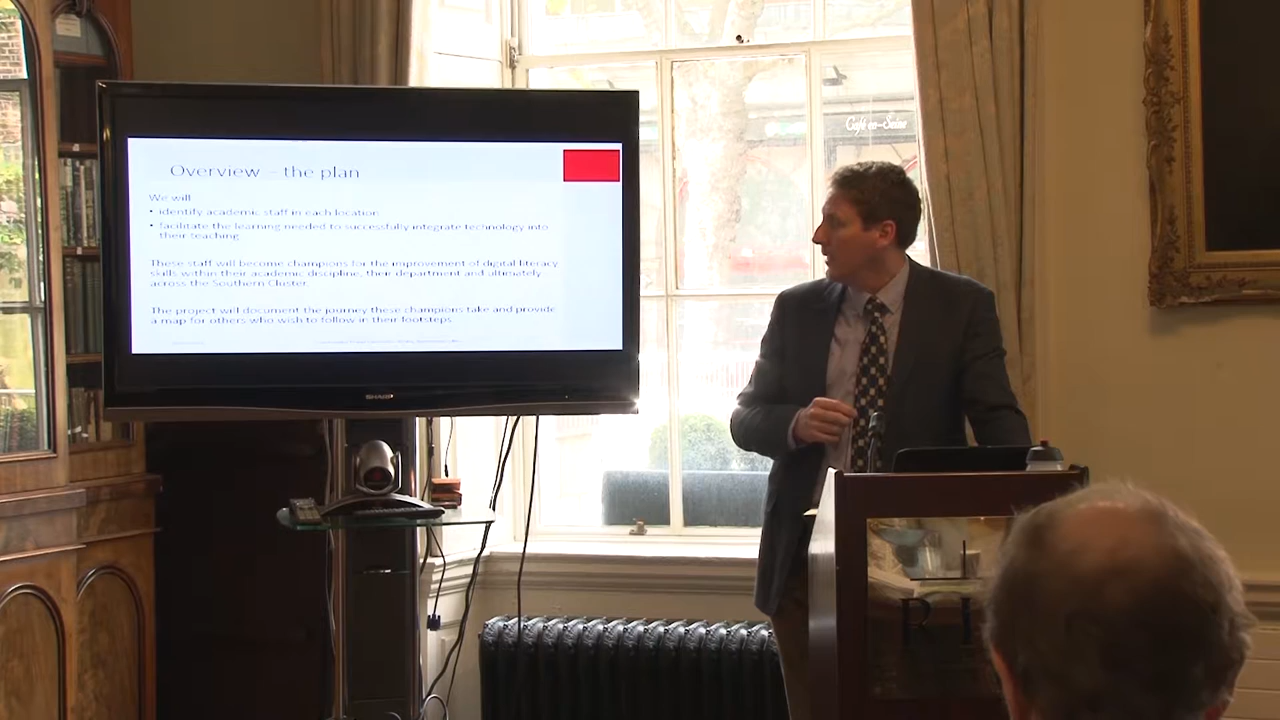 Overview – the plan
We will
• identify academic staff in each location
• facilitate the learning needed to successfully integrate technology into
their teaching
These staff will become champions for the improvement of digital literacy
skills within their academic discipline, their department and ultimately
across the Southern Cluster.
The project will document the journey these champions take and provide
a map for others who wish to follow in their footsteps
SHARP
Café en-Seine